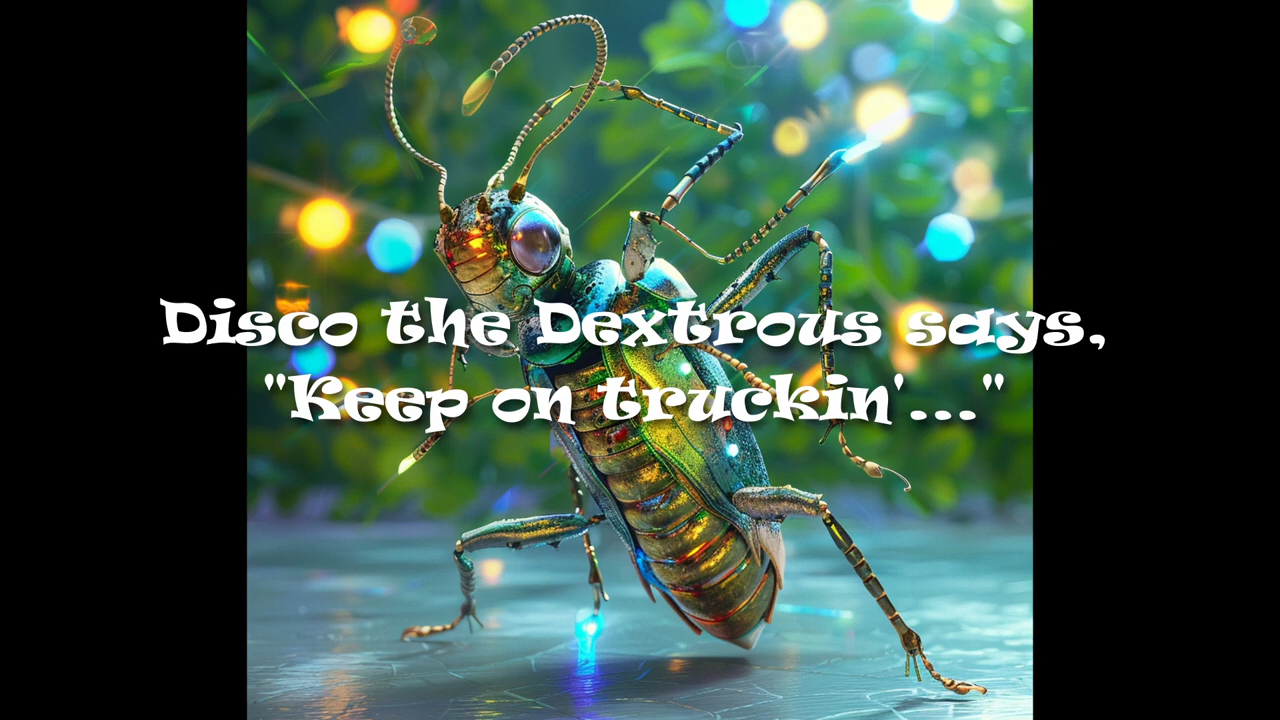 Disco the Dextrous says,
"Keep on truckin'..."